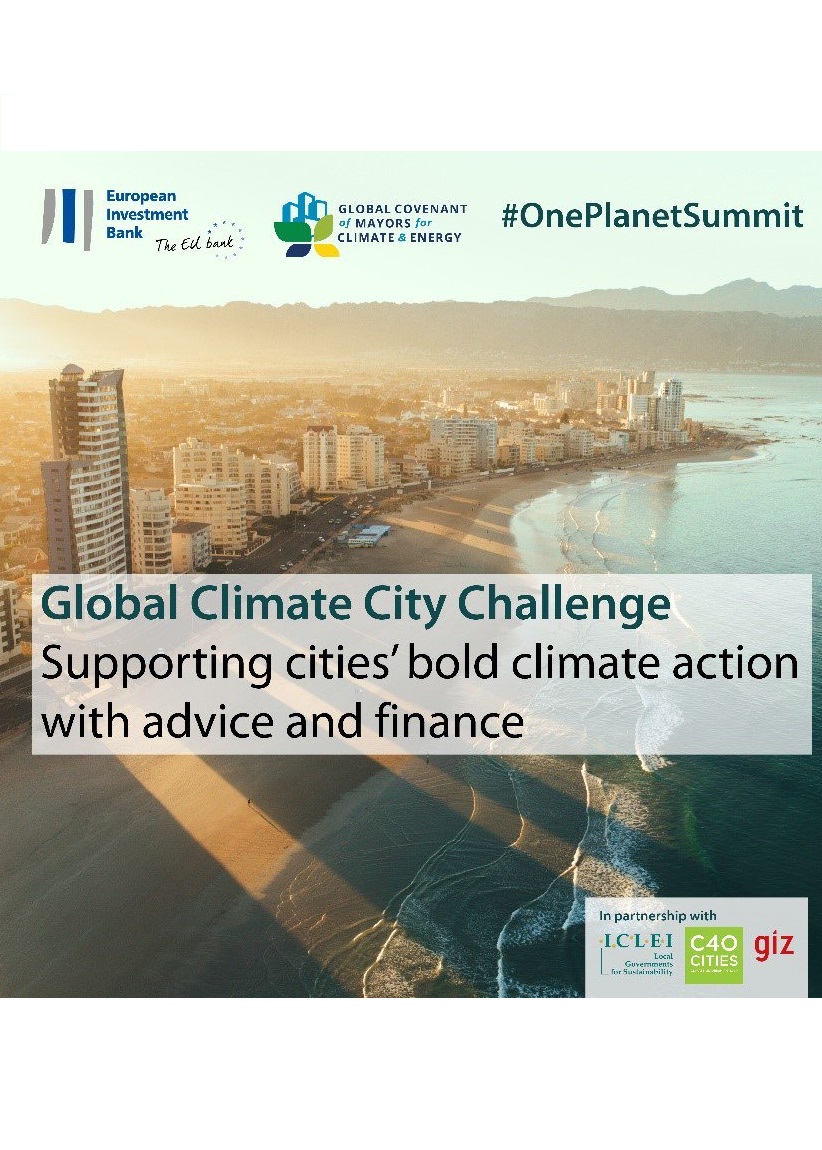 European
Investment
Bank
The EU bank
GLOBAL COVENANT
of MAYORS for
CLIMATE & ENERGY
#OnePlanetSummit
Global Climate City Challenge
Supporting cities’ bold climate action
with advice and finance
In partnership with
I.C.L.E.I
Local
Governments
for Sustainability
C40
CITIES
giz